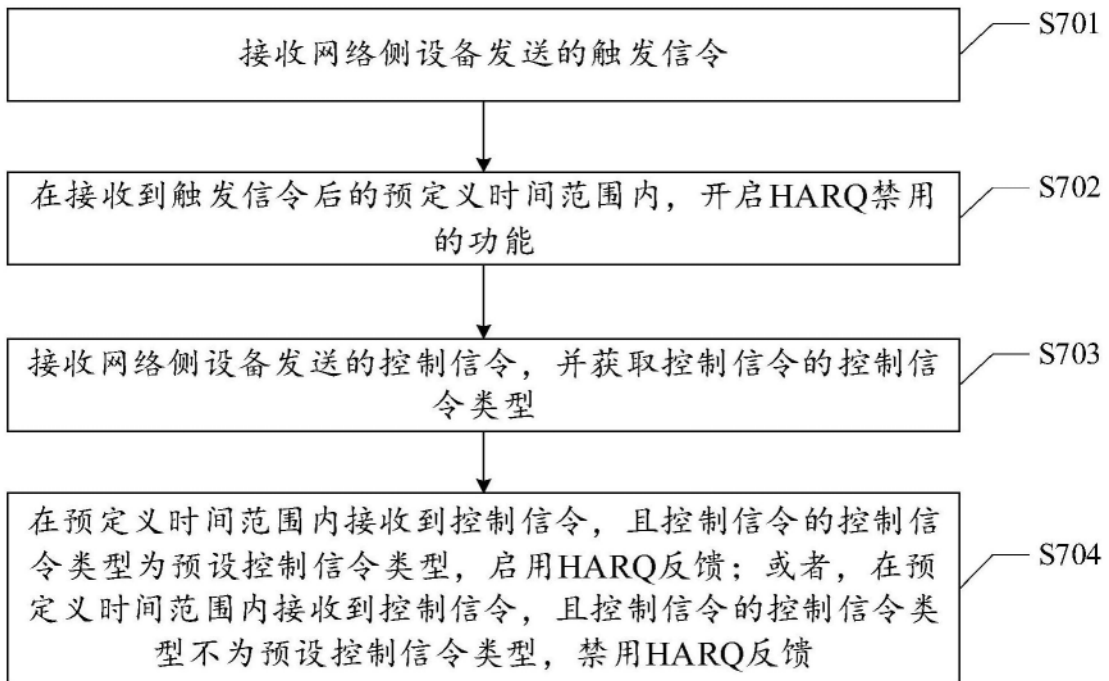 接收网络侧设备发送的触发信令
S701
在接收到触发信令后的预定义时间范围内，开启HARQ禁用
的功能
S702
接收网络侧设备发送的控制信令，并获取控制信令的控制信
令类型
S703
在预定义时间范围内接收到控制信令，且控制信令的控制信
令类型为预设控制信令类型，启用HARQ反馈；或者，在预
定义时间范围内接收到控制信令，且控制信令的控制信令类
型不为预设控制信令类型，禁用HARQ反馈
S704